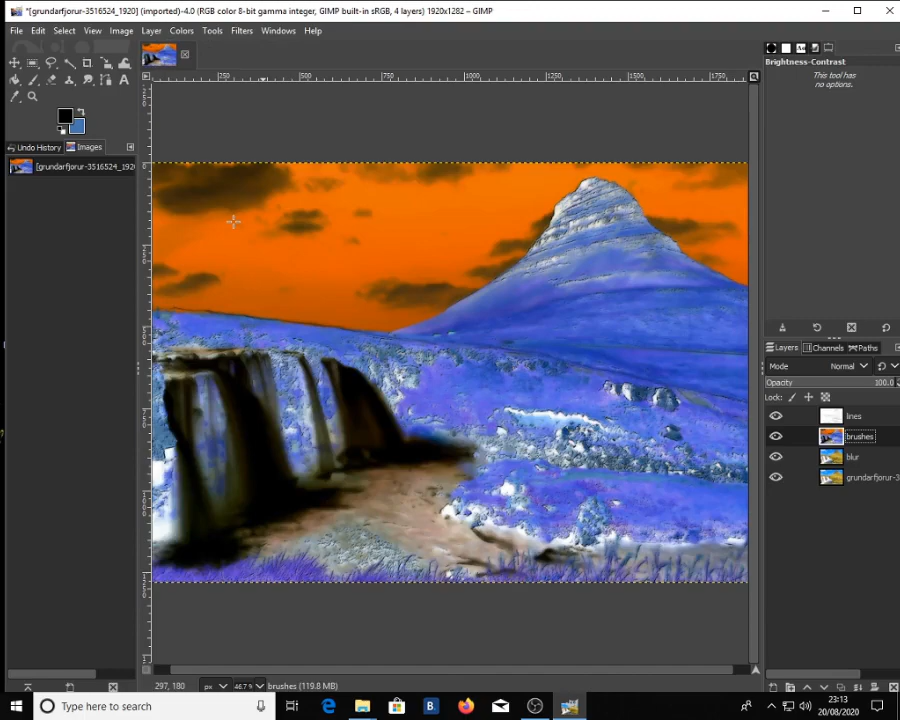 *[grundarfjorur-3516524_1920] (imported)-4.0 (RGB color 8-bit gamma integer, GIMP built-in sRGB, 4 layers) 1920x1282 – GIMP
File Edit Select View Image Layer Colors Tools Filters Windows Help
Undo History Images
[grundarfjorur-3516524_1920
250 500 750 1000 1250 1500 1750
Brightness-Contrast
This tool has
no options.
Layers Channels Paths
Mode Normal
Opacity 100.0
Lock:
lines
brushes
blur
grundarfjorur-3
297, 180 px 46.7 % brushes (119.8 MB)
Type here to search
23:13
20/08/2020